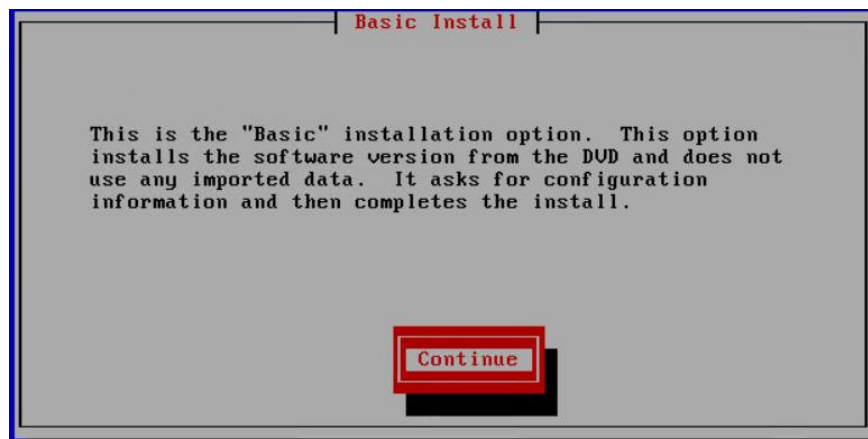 Basic Install
This is the "Basic" installation option.  This option
installs the software version from the DVD and does not
use any imported data.  It asks for configuration
information and then completes the install.
Continue